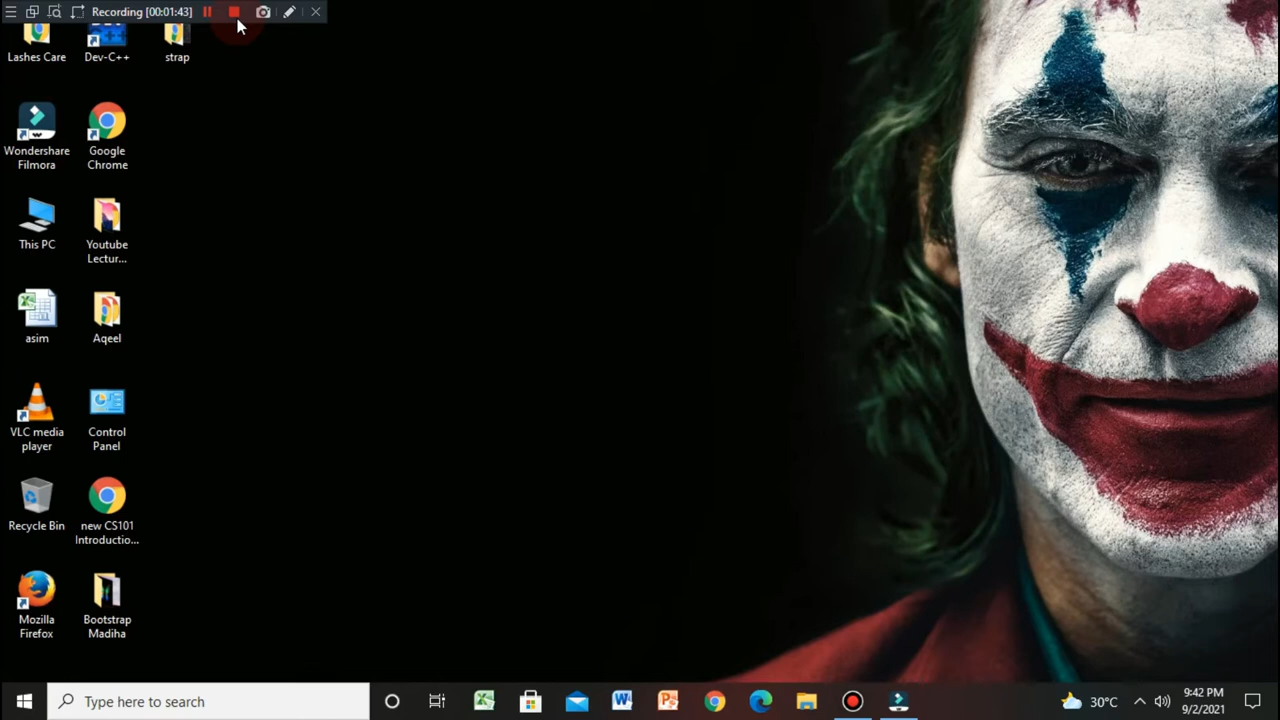 Recording [00:01:43]
Lashes Care
Dev-C++
strap
Wondershare
Filmora
Google
Chrome
This PC
Youtube
Lectur...
asim
Aqeel
VLC media
player
Control
Panel
Recycle Bin
new CS101
Introductio...
Mozilla
Firefox
Bootstrap
Madiha
Type here to search
30°C
9:42 PM
9/2/2021